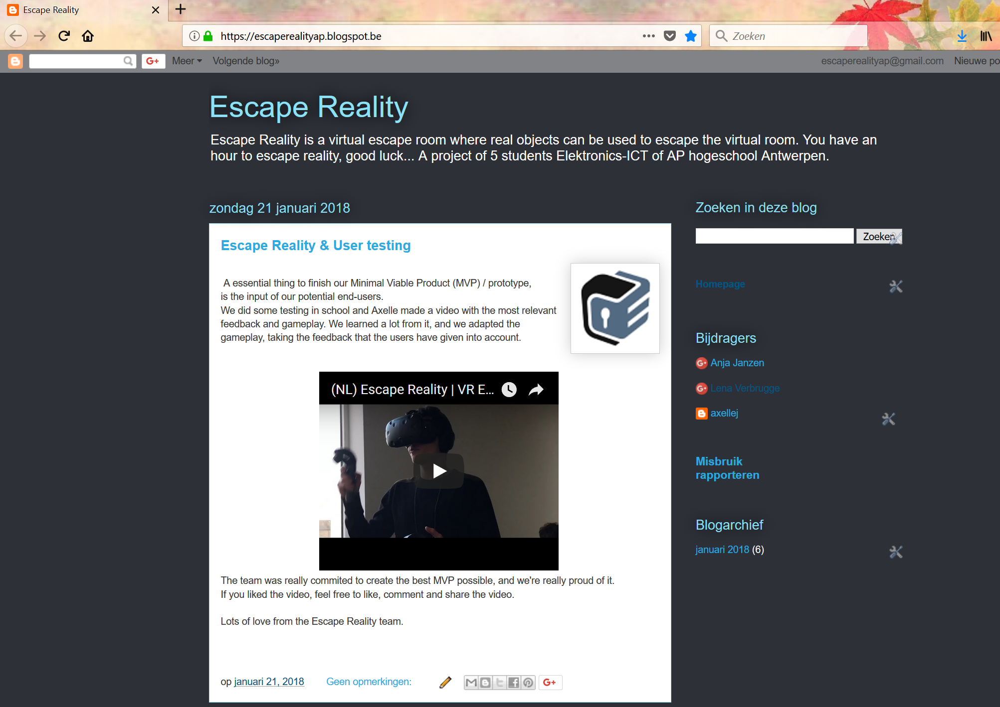 Escape Reality
https://escaperealityap.blogspot.be
Zoeken
G+ Meer Volgende blog»
escaperealityap@gmail.com Nieuwe po
Escape Reality
Escape Reality is a virtual escape room where real objects can be used to escape the virtual room. You have an
hour to escape reality, good luck... A project of 5 students Elektronics-ICT of AP hogeschool Antwerpen.
zondag 21 januari 2018
Escape Reality & User testing
A essential thing to finish our Minimal Viable Product (MVP) / prototype,
is the input of our potential end-users.
We did some testing in school and Axelle made a video with the most relevant
feedback and gameplay. We learned a lot from it, and we adapted the
gameplay, taking the feedback that the users have given into account.
(NL) Escape Reality | VR E...
The team was really commited to create the best MVP possible, and we're really proud of it.
If you liked the video, feel free to like, comment and share the video.
Lots of love from the Escape Reality team.
op januari 21, 2018 Geen opmerkingen: G+
Zoeken in deze blog
Zoeken
Homepage
Bijdragers
G+ Anja Janzen
G+ Lena Verbrugge
axellej
Misbruik
rapporteren
Blogarchief
januari 2018 (6)